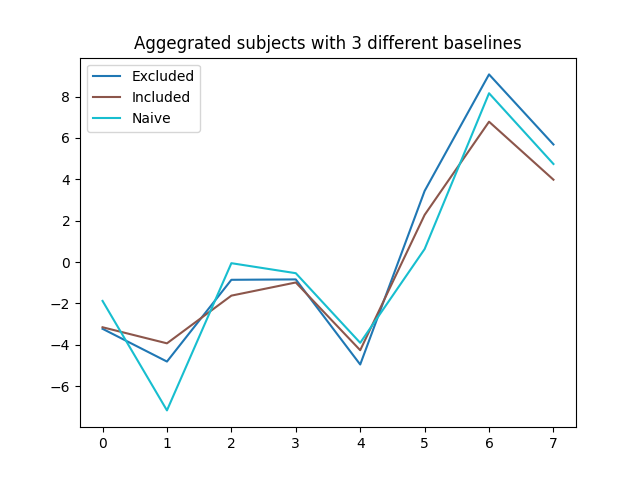 Aggegrated subjects with 3 different baselines
Excluded
Included
Naive
8
6
4
2
0
−2
−4
−6
0 1 2 3 4 5 6 7